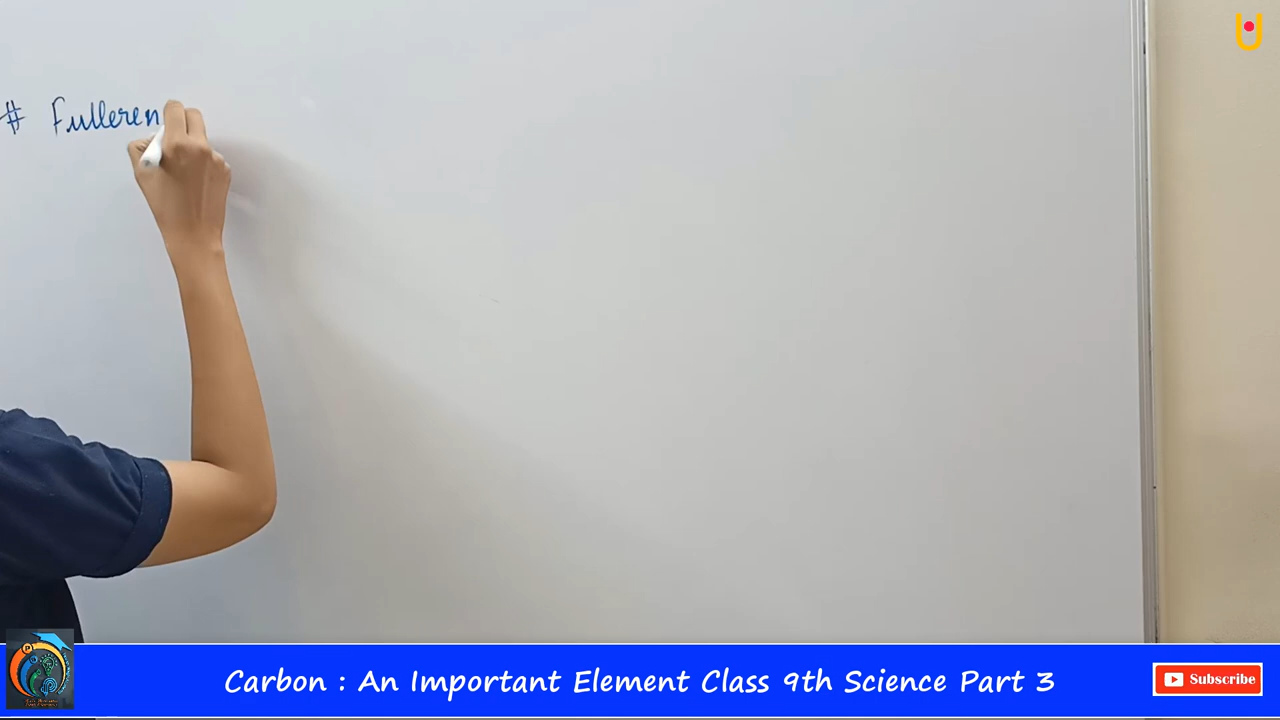 # Fulleren
Carbon : An Important Element Class 9th Science Part 3
Subscribe